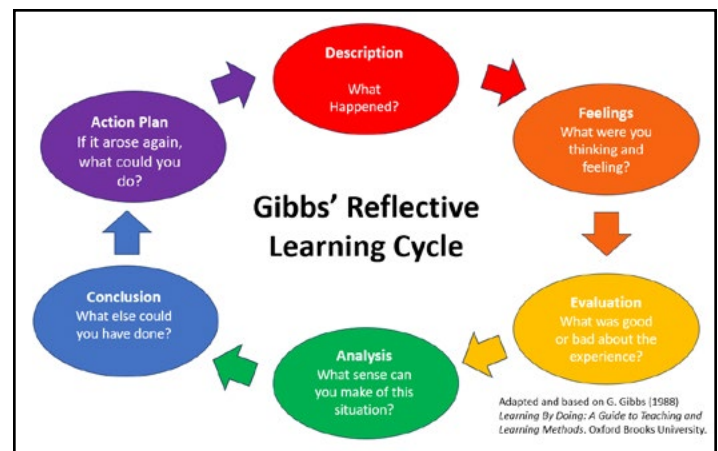 Description
What
Happened?
Feelings
What were you
thinking and
feeling?
Evaluation
What was good
or bad about the
experience?
Analysis
What sense can
you make of this
situation?
Conclusion
What else could
you have done?
Action Plan
If it arose again,
what could you
do?
Gibbs’ Reflective
Learning Cycle
Adapted and based on G. Gibbs (1988)
Learning By Doing: A Guide to Teaching and
Learning Methods. Oxford Brooks University.